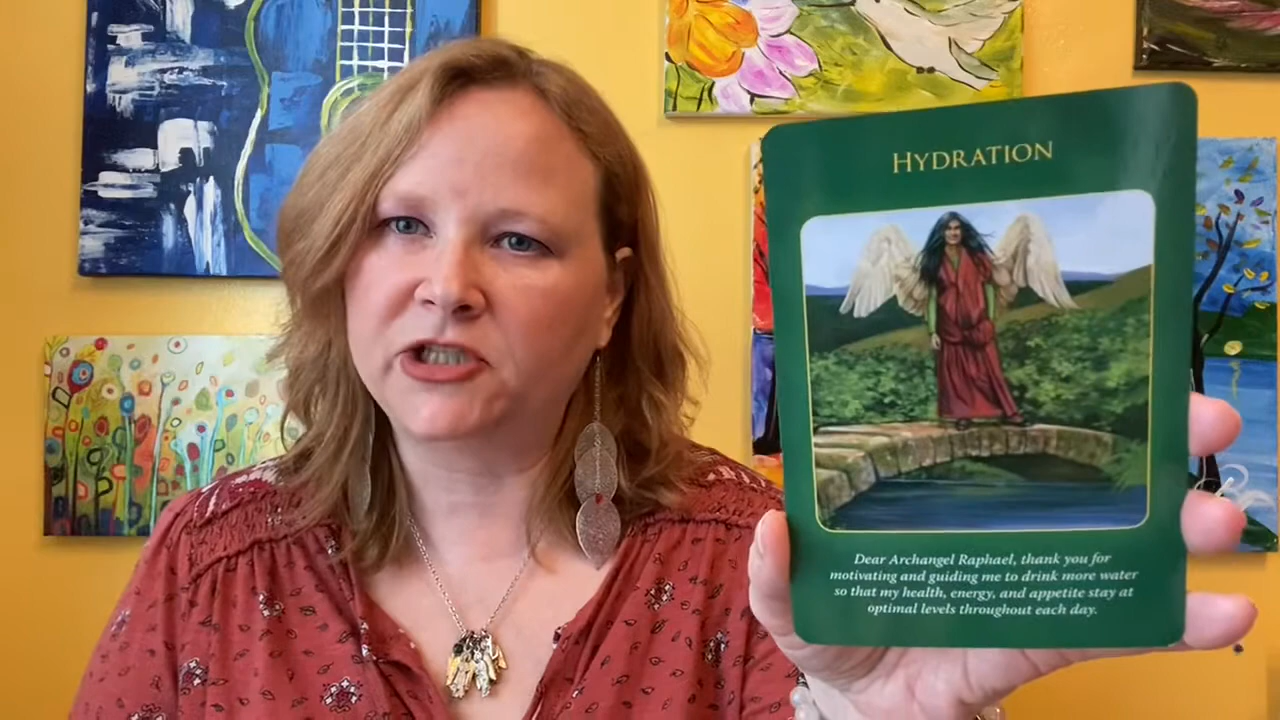 HYDRATION
Dear Archangel Raphael, thank you for
motivating and guiding me to drink more water
so that my health, energy, and appetite stay at
optimal levels throughout each day.